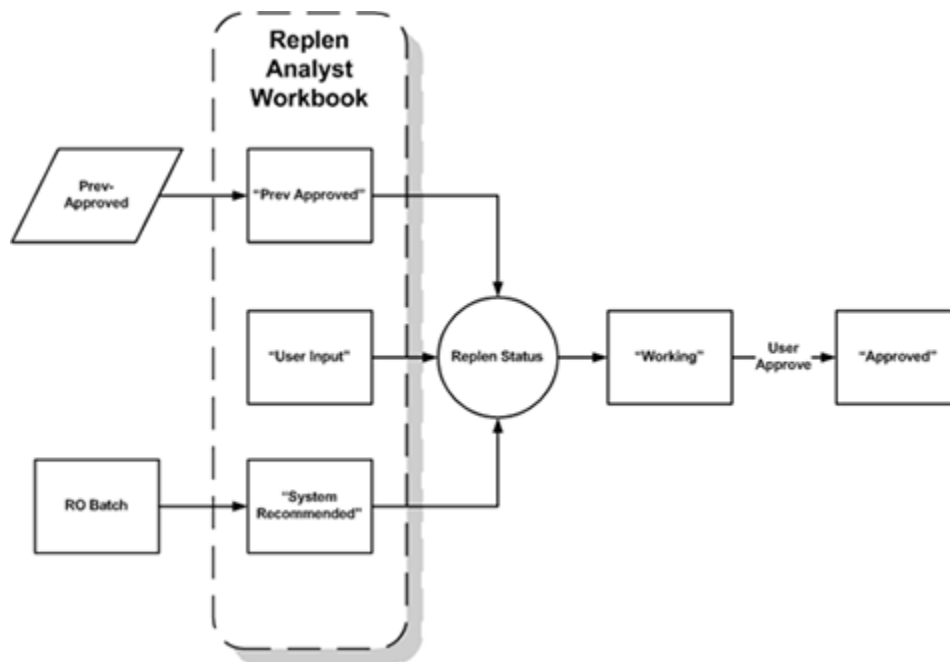 Replen
Analyst
Workbook
Prev-
Approved
“Prev Approved”
“User Input”
Replen Status
“Working”
User
Approve
“Approved”
RO Batch
“System
Recommended”